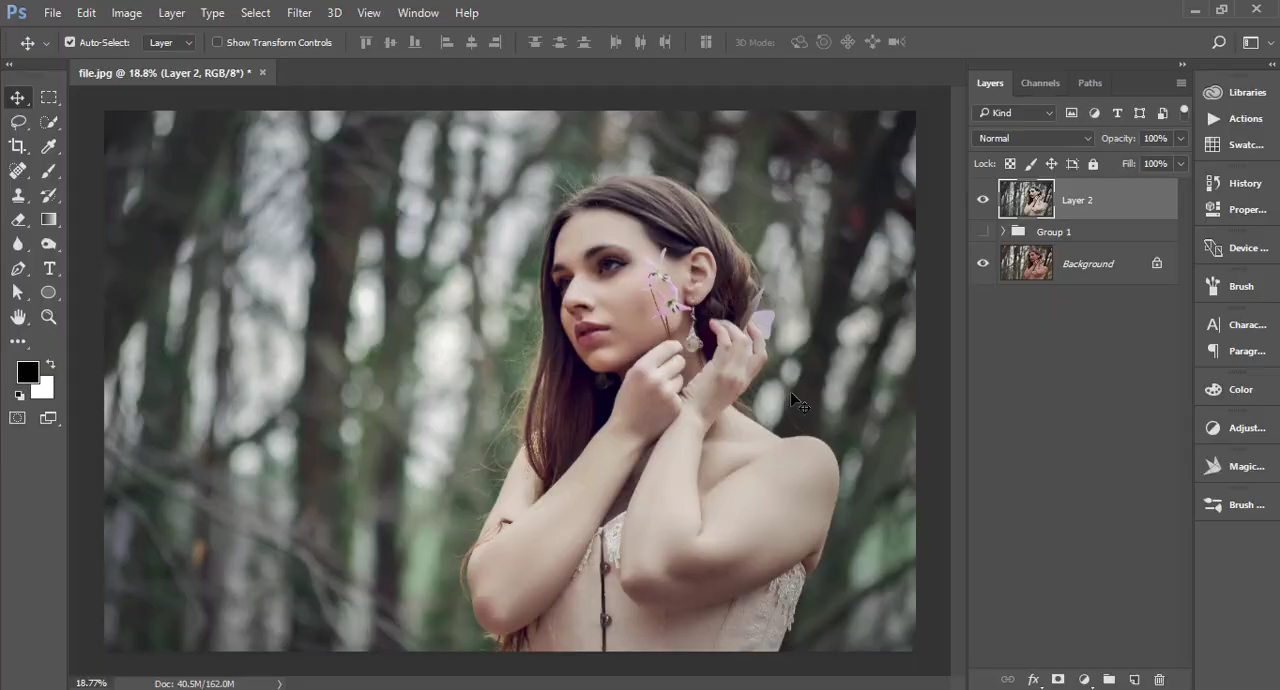 Ps File Edit Image Layer Type Select Filter 3D View Window Help
Auto-Select: Layer Show Transform Controls 3D Mode:
file.jpg @ 18.8% (Layer 2, RGB/8*) * ×
Layers Channels Paths
Kind
Normal Opacity: 100%
Lock: Fill: 100%
Layer 2
Group 1
Background
Libraries
Actions
Swatc...
History
Proper...
Device ...
Brush
Charac...
Paragr...
Color
Adjust...
Magic...
Brush ...
18.77% Doc: 40.5M/162.0M
fx